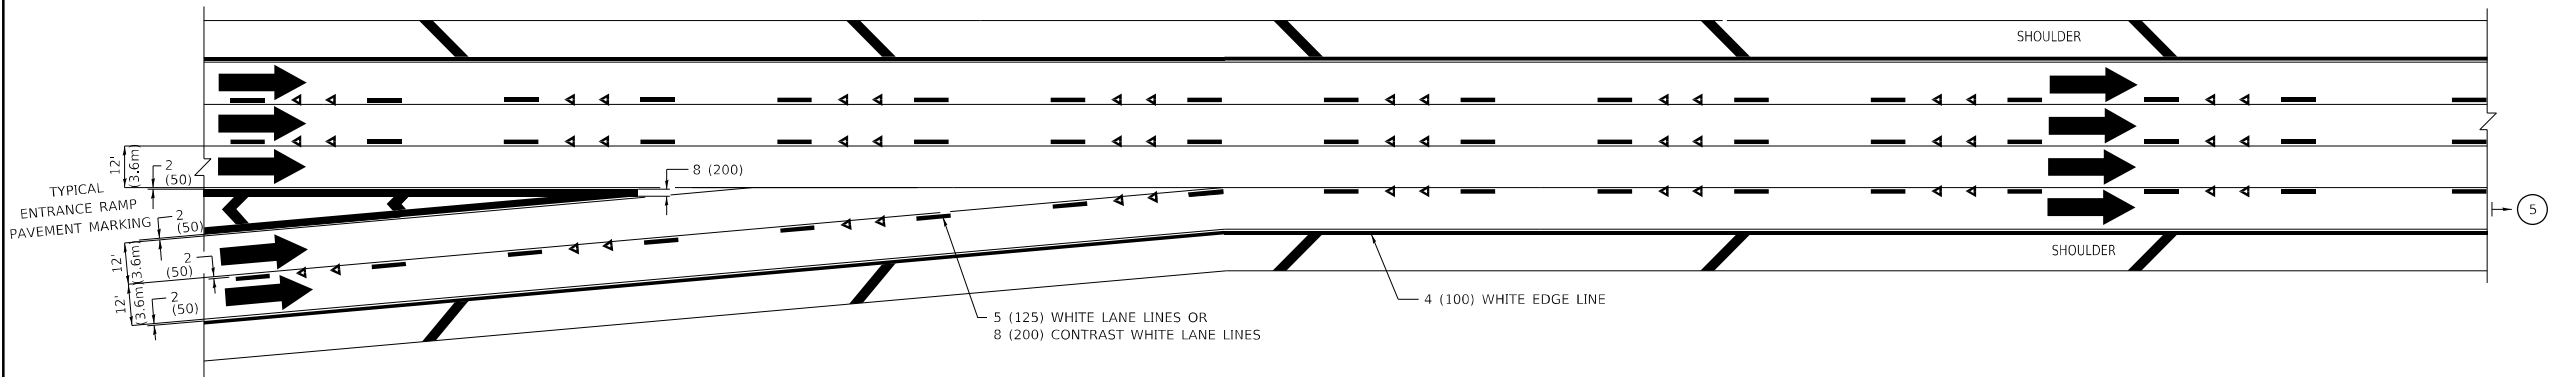 SHOULDER
12'
(3.6m)
2
(50)
8 (200)
TYPICAL
ENTRANCE RAMP
PAVEMENT MARKING
2
(50)
5
12'
(3.6m)
2
(50)
SHOULDER
12'
(3.6m)
2
(50)
4 (100) WHITE EDGE LINE
5 (125) WHITE LANE LINES OR
8 (200) CONTRAST WHITE LANE LINES